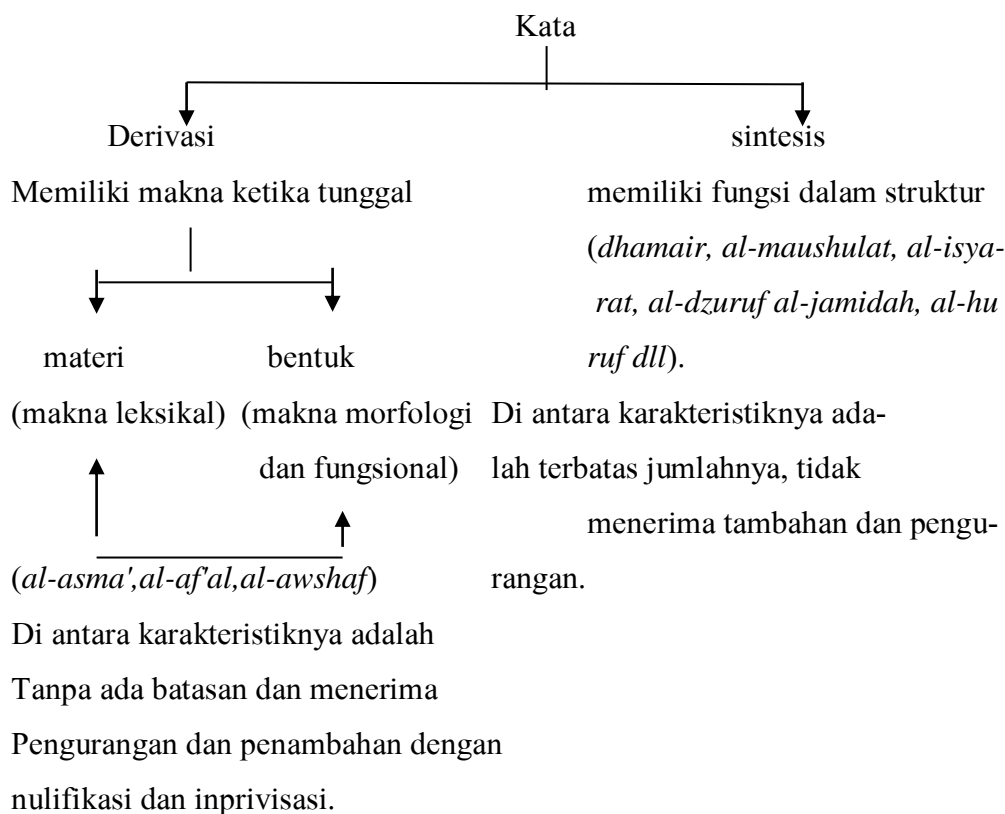 Kata
Derivasi
sintesis
Memiliki makna ketika tunggal
memiliki fungsi dalam struktur
(dhamair, al-maushulat, al-isya-
rat, al-dzuruf al-jamidah, al-hu
materi
bentuk
ruf dll).
(makna leksikal)
(makna morfologi
Di antara karakteristiknya ada-
dan fungsional)
lah terbatas jumlahnya, tidak
menerima tambahan dan pengu-
(al-asma',al-af'al,al-awshaf)
rangan.
Di antara karakteristiknya adalah
Tanpa ada batasan dan menerima
Pengurangan dan penambahan dengan
nulifikasi dan inprivisasi.